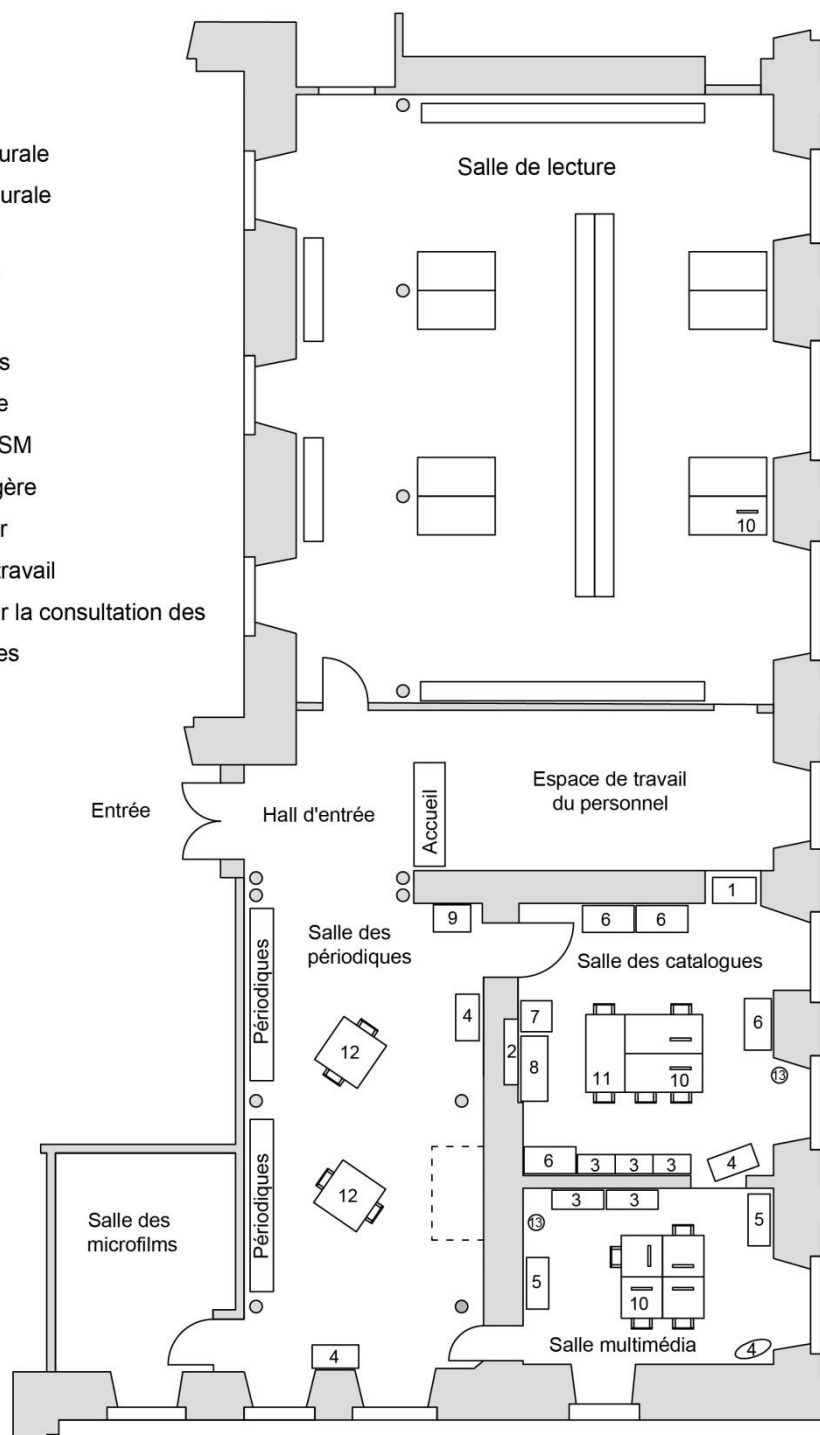 urale
urale
s
e
SM
gère
r
travail
r la consultation des
es
Salle de lecture
10
Entrée
Hall d'entrée
Accueil
Espace de travail
du personnel
1
9
6
6
Salle des
périodiques
Salle des catalogues
Périodiques
4
2
7
8
6
12
11
10
13
6
3
3
3
4
Périodiques
12
Salle des
microfilms
3
3
13
5
5
10
4
Salle multimédia
4